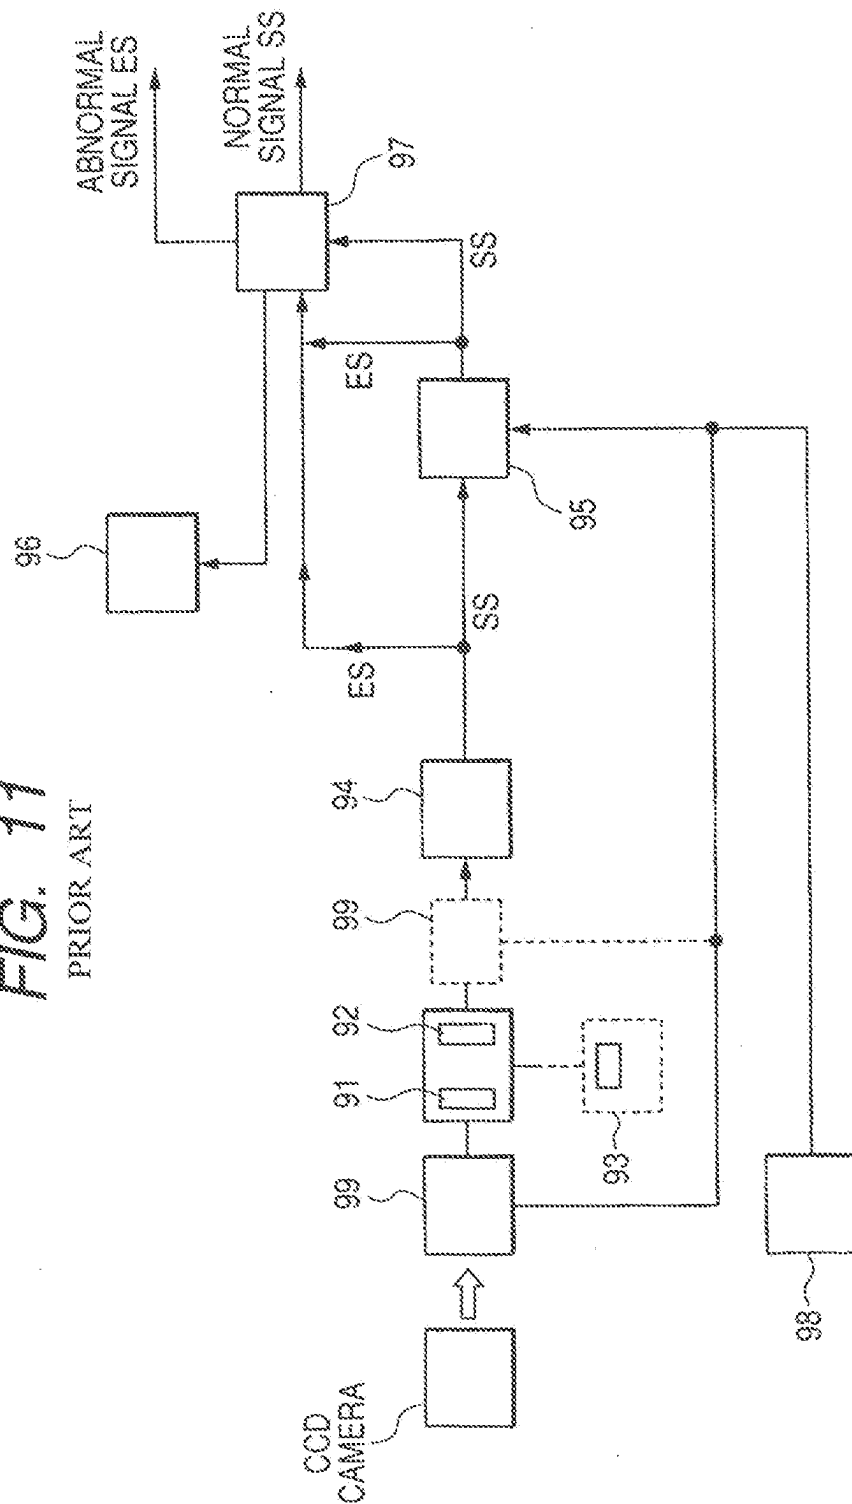 FIG. 11
PRIOR ART
ABNORMAL
SIGNAL ES
NORMAL
SIGNAL SS
96
97
ES
SS
ES
SS
95
94
99
92
91
93
99
98
CCD
CAMERA